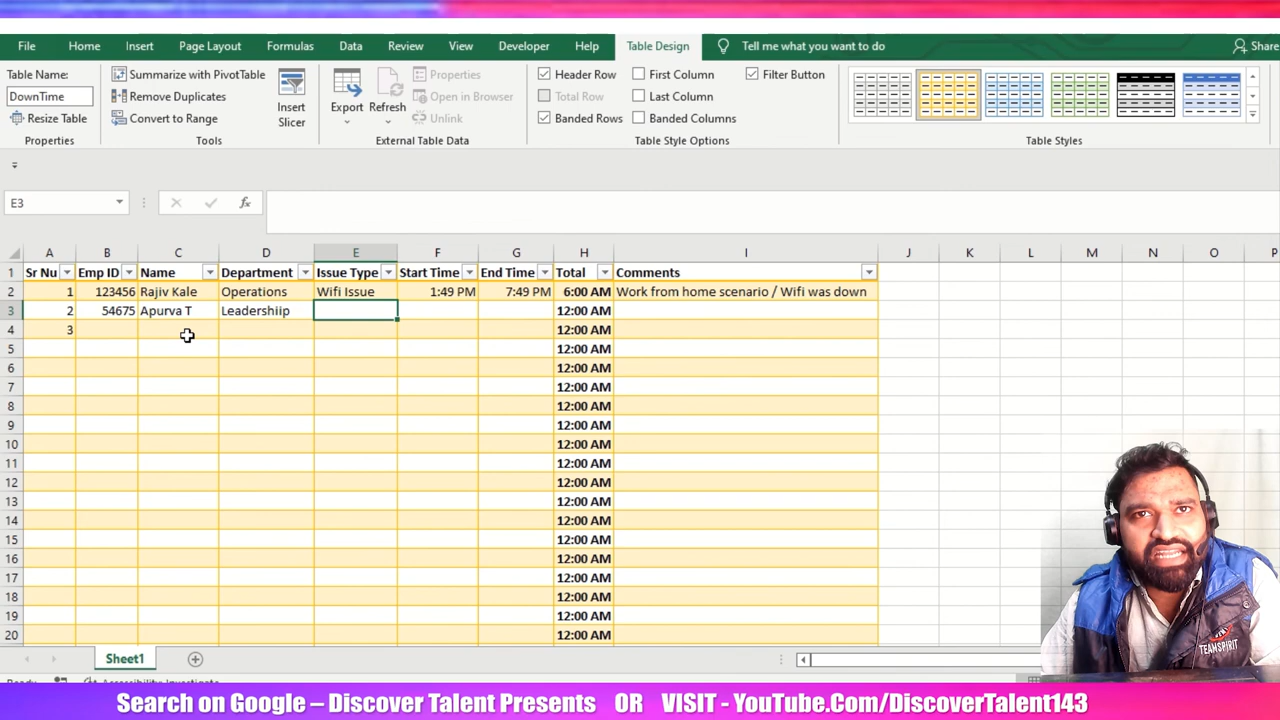 File Home Insert Page Layout Formulas Data Review View Developer Help Table Design Tell me what you want to do Share
Table Name:
DownTime
Resize Table
Properties
Summarize with PivotTable
Remove Duplicates
Convert to Range
Tools
Insert
Slicer
Export
Refresh
Properties
Open in Browser
Unlink
External Table Data
Header Row
Total Row
Banded Rows
First Column
Last Column
Banded Columns
Filter Button
Table Style Options
Table Styles
E3
fx
A B C D E F G H I J K L M N O P
1 Sr Nu Emp ID Name Department Issue Type Start Time End Time Total Comments
2 1 123456 Rajiv Kale Operations Wifi Issue 1:49 PM 7:49 PM 6:00 AM Work from home scenario / Wifi was down
3 2 54675 Apurva T Leadershiip 12:00 AM
4 3 12:00 AM
5 12:00 AM
6 12:00 AM
7 12:00 AM
8 12:00 AM
9 12:00 AM
10 12:00 AM
11 12:00 AM
12 12:00 AM
13 12:00 AM
14 12:00 AM
15 12:00 AM
16 12:00 AM
17 12:00 AM
18 12:00 AM
19 12:00 AM
20 12:00 AM
TEAMSPIRIT
Sheet1
Search on Google – Discover Talent Presents OR VISIT - YouTube.Com/DiscoverTalent143